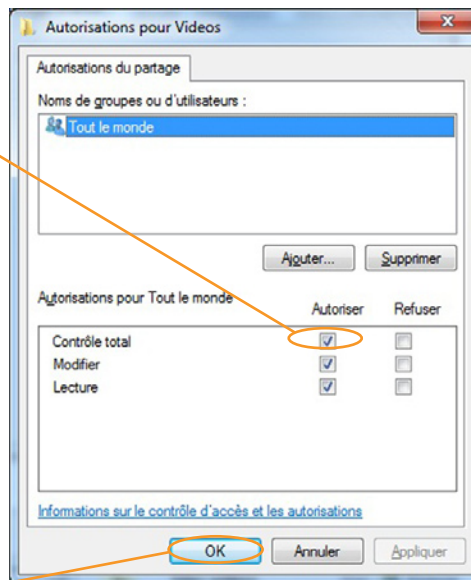 Autorisations pour Videos
Autorisations du partage
Noms de groupes ou d'utilisateurs :
Tout le monde
Ajouter...
Supprimer
Autorisations pour Tout le monde
Autoriser
Refuser
Contrôle total
Modifier
Lecture
Informations sur le contrôle d'accès et les autorisations
OK
Annuler
Appliquer